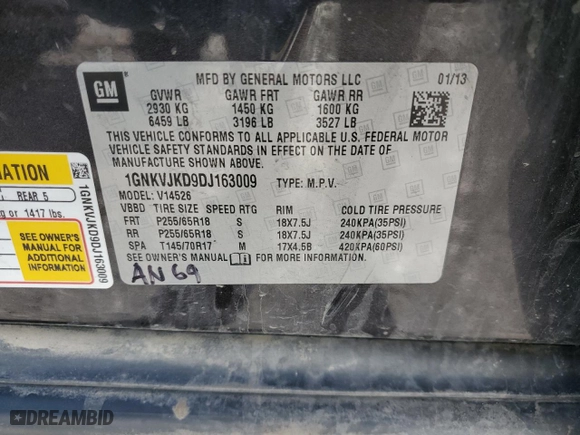 GM
MFD BY GENERAL MOTORS LLC 01/13
GVWR GAWR FRT GAWR RR
2930 KG 1450 KG 1600 KG
6459 LB 3196 LB 3527 LB
THIS VEHICLE CONFORMS TO ALL APPLICABLE U.S. FEDERAL MOTOR
VEHICLE SAFETY STANDARDS IN EFFECT ON THE DATE OF
MANUFACTURE SHOWN ABOVE.
1GNKVJKD9DJ163009 TYPE: M.P.V.
MODEL: V14526
VBBD TIRE SIZE SPEED RTG RIM COLD TIRE PRESSURE
FRT P255/65R18 S 18X7.5J 240KPA(35PSI)
RR P255/65R18 S 18X7.5J 240KPA(35PSI)
SPA T145/70R17 M 17X4.5B 420KPA(60PSI)
SEE OWNER'S MANUAL FOR MORE INFORMATION.
AN69
MATION
REAR 5
g or 1417 lbs.
SEE OWNER'S
MANUAL FOR
ADDITIONAL
INFORMATION
1GNKVJKD9DJ163009
DREAMBID